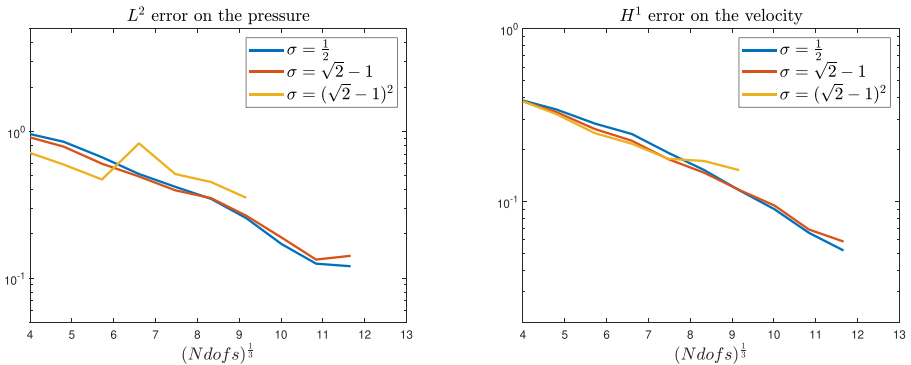 L² error on the pressure
σ = 1/2
σ = √2 − 1
σ = (√2 − 1)²
10⁰
10⁻¹
4 5 6 7 8 9 10 11 12 13
(Ndofs)^{1/3}
H¹ error on the velocity
σ = 1/2
σ = √2 − 1
σ = (√2 − 1)²
10⁰
10⁻¹
4 5 6 7 8 9 10 11 12 13
(Ndofs)^{1/3}